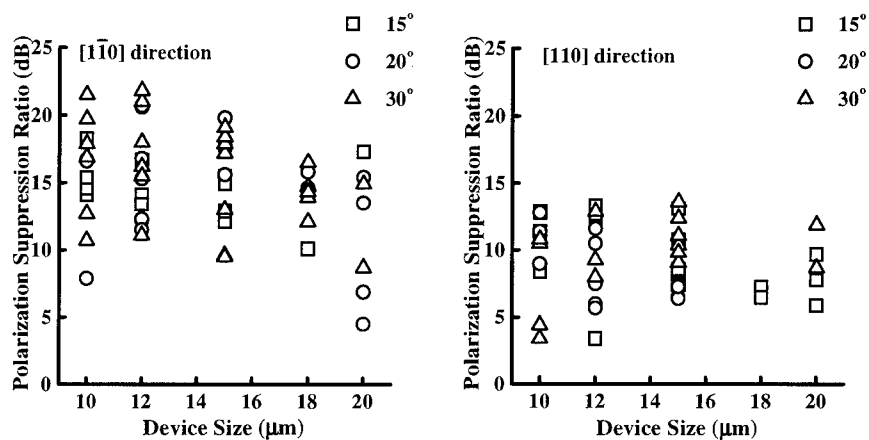 □ 15°
○ 20°
△ 30°
[11̅0] direction
Polarization Suppression Ratio (dB)
25
20
15
10
5
0
10 12 14 16 18 20
Device Size (μm)
□ 15°
○ 20°
△ 30°
[110] direction
Polarization Suppression Ratio (dB)
25
20
15
10
5
0
10 12 14 16 18 20
Device Size (μm)